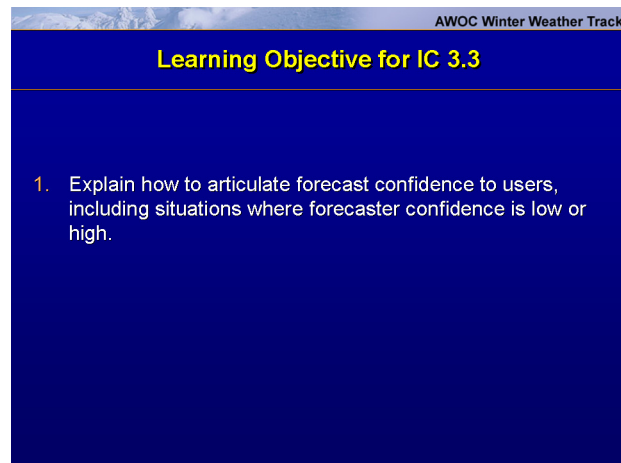 AWOC Winter Weather Track
Learning Objective for IC 3.3
1. Explain how to articulate forecast confidence to users,
including situations where forecaster confidence is low or
high.